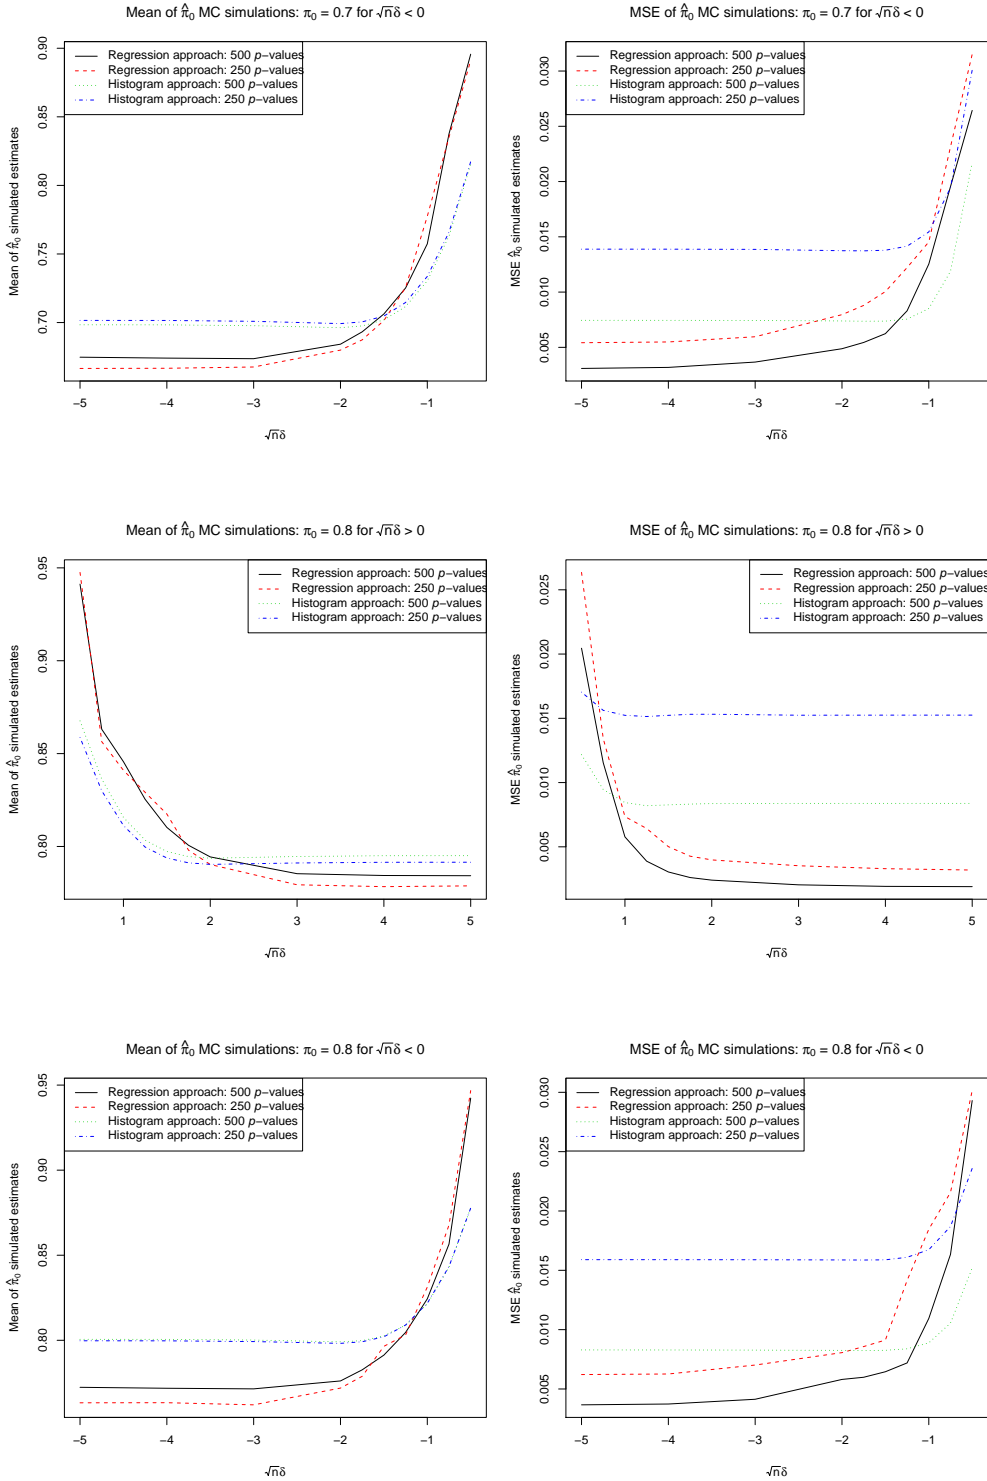 Mean of π̂₀ MC simulations: π₀ = 0.7 for √nδ < 0
Mean of π̂₀ simulated estimates
0.70 0.75 0.80 0.85 0.90
Regression approach: 500 p−values
Regression approach: 250 p−values
Histogram approach: 500 p−values
Histogram approach: 250 p−values
−5 −4 −3 −2 −1
√nδ
MSE of π̂₀ MC simulations: π₀ = 0.7 for √nδ < 0
MSE π̂₀ simulated estimates
0.005 0.010 0.015 0.020 0.025 0.030
Regression approach: 500 p−values
Regression approach: 250 p−values
Histogram approach: 500 p−values
Histogram approach: 250 p−values
−5 −4 −3 −2 −1
√nδ
Mean of π̂₀ MC simulations: π₀ = 0.8 for √nδ > 0
Mean of π̂₀ simulated estimates
0.80 0.85 0.90 0.95
Regression approach: 500 p−values
Regression approach: 250 p−values
Histogram approach: 500 p−values
Histogram approach: 250 p−values
1 2 3 4 5
√nδ
MSE of π̂₀ MC simulations: π₀ = 0.8 for √nδ > 0
MSE π̂₀ simulated estimates
0.005 0.010 0.015 0.020 0.025
Regression approach: 500 p−values
Regression approach: 250 p−values
Histogram approach: 500 p−values
Histogram approach: 250 p−values
1 2 3 4 5
√nδ
Mean of π̂₀ MC simulations: π₀ = 0.8 for √nδ < 0
Mean of π̂₀ simulated estimates
0.80 0.85 0.90 0.95
Regression approach: 500 p−values
Regression approach: 250 p−values
Histogram approach: 500 p−values
Histogram approach: 250 p−values
−5 −4 −3 −2 −1
√nδ
MSE of π̂₀ MC simulations: π₀ = 0.8 for √nδ < 0
MSE π̂₀ simulated estimates
0.005 0.010 0.015 0.020 0.025 0.030
Regression approach: 500 p−values
Regression approach: 250 p−values
Histogram approach: 500 p−values
Histogram approach: 250 p−values
−5 −4 −3 −2 −1
√nδ